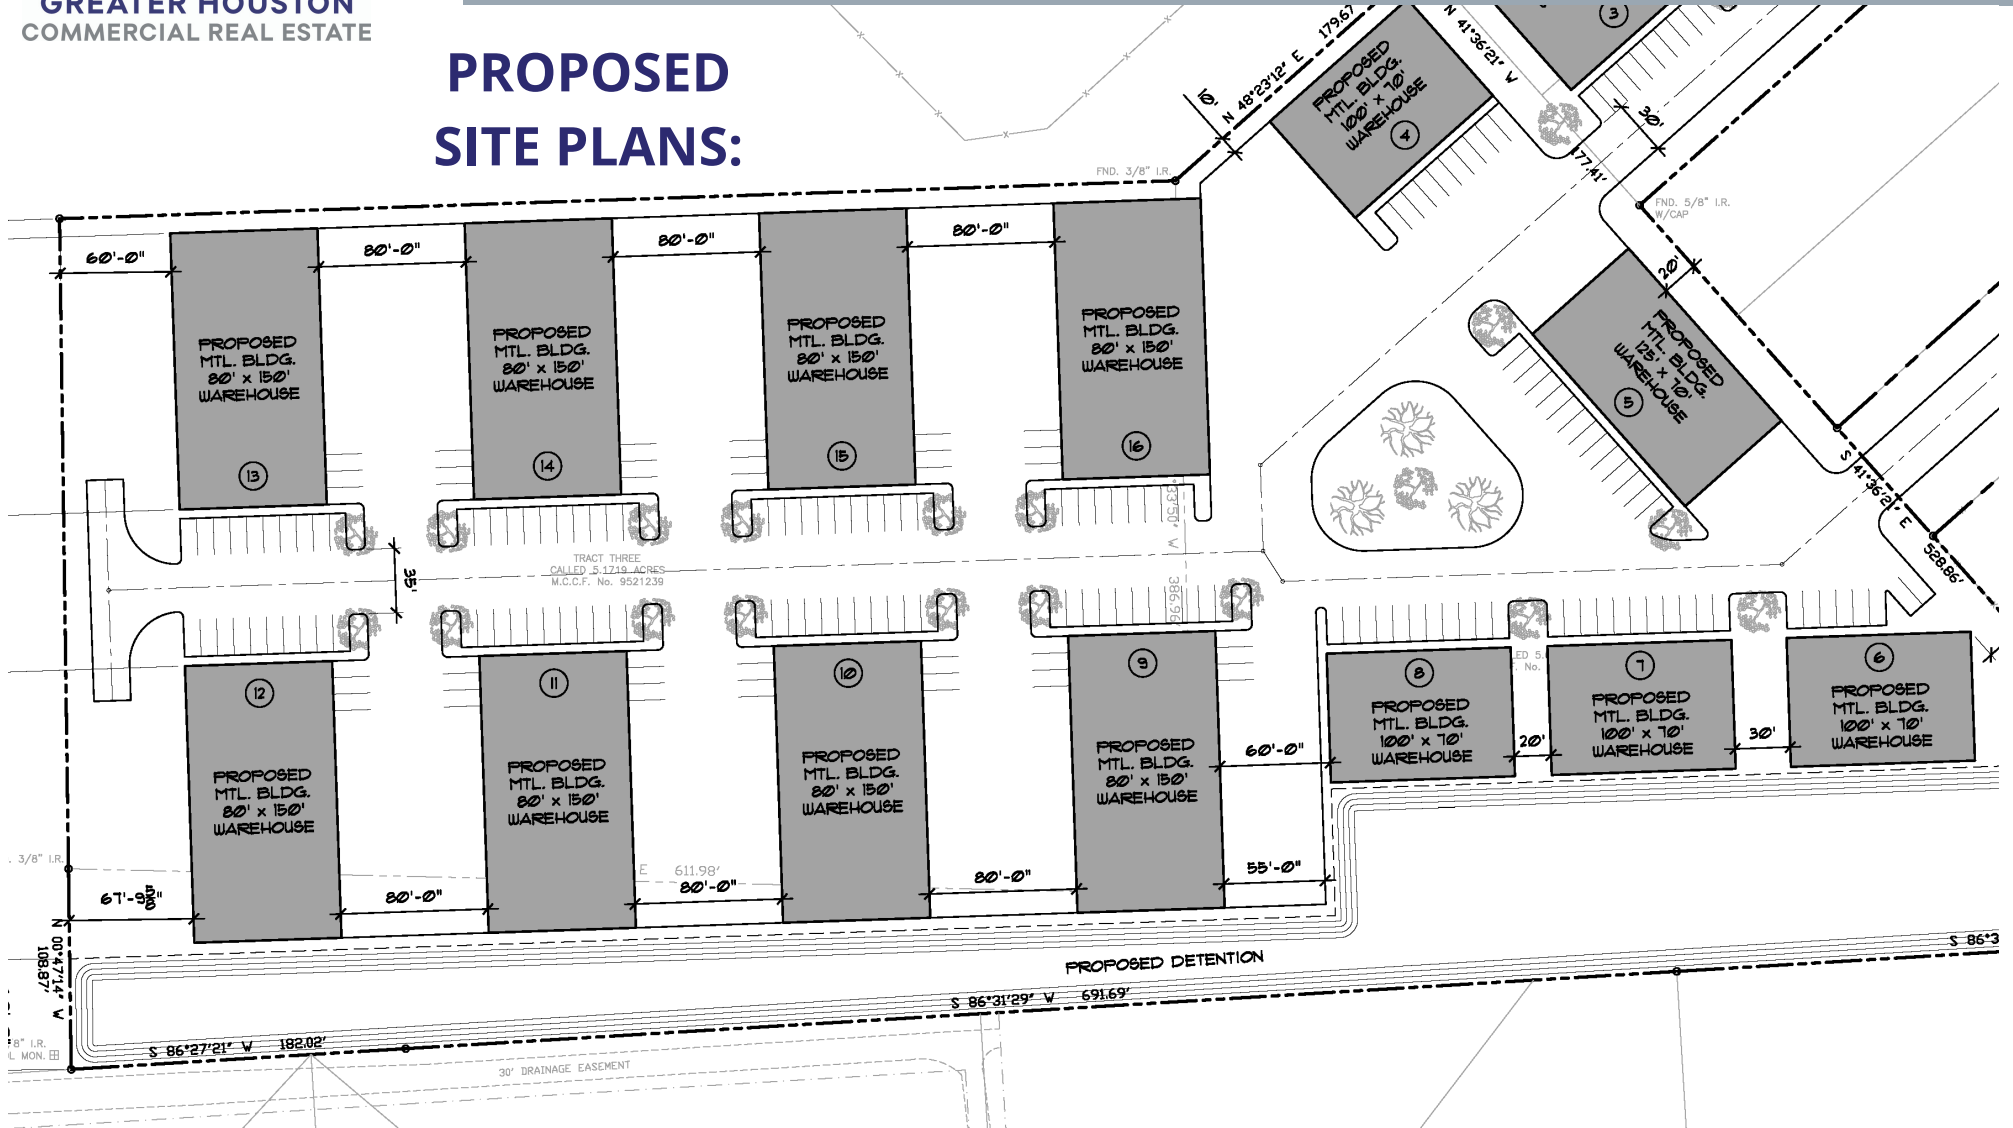 GREATER HOUSTON
COMMERCIAL REAL ESTATE
PROPOSED
SITE PLANS:
N 48°23'12" E 179.67
N 41°36'21" W
3
10'
PROPOSED
MTL. BLDG.
100' x 70'
WAREHOUSE
4
30'
77.41'
FND. 3/8" I.R.
FND. 5/8" I.R.
W/CAP
60'-0"
80'-0"
80'-0"
80'-0"
20'
PROPOSED
MTL. BLDG.
80' x 150'
WAREHOUSE
13
PROPOSED
MTL. BLDG.
80' x 150'
WAREHOUSE
14
PROPOSED
MTL. BLDG.
80' x 150'
WAREHOUSE
15
PROPOSED
MTL. BLDG.
80' x 150'
WAREHOUSE
16
PROPOSED
MTL. BLDG.
125' x 70'
WAREHOUSE
5
S 41°36'21" E
528.86'
35'
TRACT THREE
CALLED 5.1719 ACRES
M.C.C.F. No. 9521239
W 386.96
12
PROPOSED
MTL. BLDG.
80' x 150'
WAREHOUSE
11
PROPOSED
MTL. BLDG.
80' x 150'
WAREHOUSE
10
PROPOSED
MTL. BLDG.
80' x 150'
WAREHOUSE
9
PROPOSED
MTL. BLDG.
80' x 150'
WAREHOUSE
60'-0"
8
PROPOSED
MTL. BLDG.
100' x 70'
WAREHOUSE
20'
ED 5.
. No.
7
PROPOSED
MTL. BLDG.
100' x 70'
WAREHOUSE
30'
6
PROPOSED
MTL. BLDG.
100' x 70'
WAREHOUSE
. 3/8" I.R.
E 611.98'
67'-9 5/8"
80'-0"
80'-0"
80'-0"
55'-0"
N 00°47'14" W
108.87'
PROPOSED DETENTION
S 86°3
S 86°31'29" W 691.69'
S 86°27'21" W 182.02'
8" I.R.
L MON.
30' DRAINAGE EASEMENT